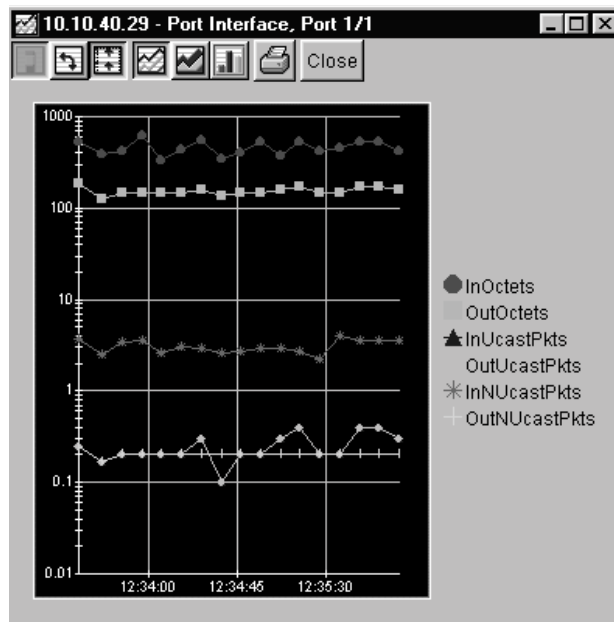 10.10.40.29 - Port Interface, Port 1/1
Close
1000
100
10
1
0.1
0.01
12:34:00 12:34:45 12:35:30
InOctets
OutOctets
InUcastPkts
OutUcastPkts
InNUcastPkts
OutNUcastPkts